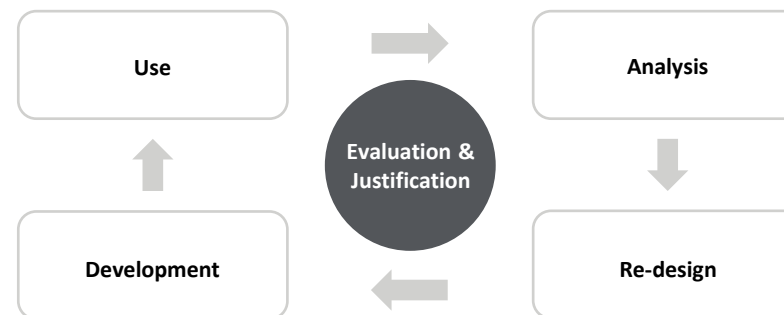 Use
Analysis
Evaluation &
Justification
Development
Re-design